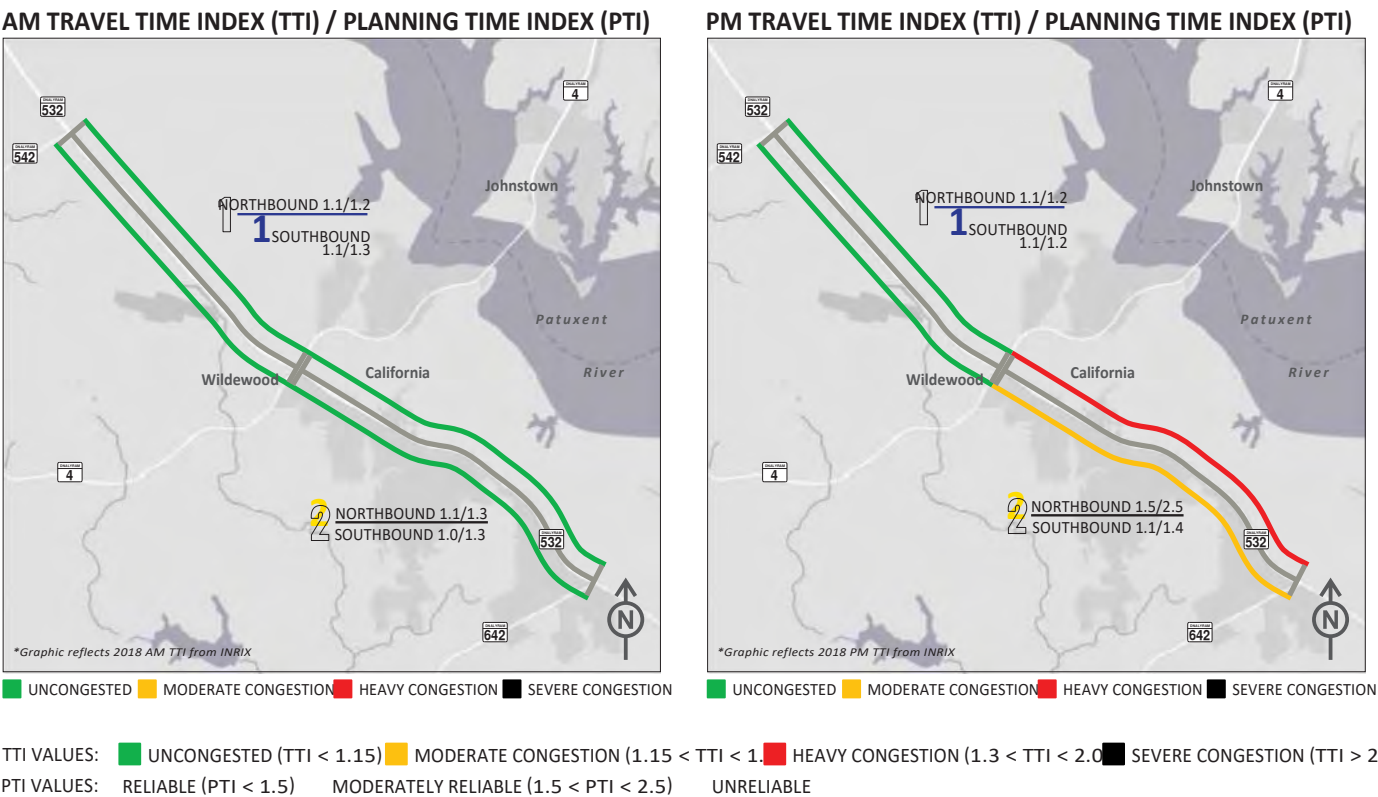 AM TRAVEL TIME INDEX (TTI) / PLANNING TIME INDEX (PTI)
532
542
4
Johnstown
1
NORTHBOUND 1.1/1.2
1 SOUTHBOUND
1.1/1.3
Patuxent
River
Wildewood
California
4
2
NORTHBOUND 1.1/1.3
SOUTHBOUND 1.0/1.3
532
642
N
*Graphic reflects 2018 AM TTI from INRIX
UNCONGESTED MODERATE CONGESTION HEAVY CONGESTION SEVERE CONGESTION
PM TRAVEL TIME INDEX (TTI) / PLANNING TIME INDEX (PTI)
532
542
4
Johnstown
1
NORTHBOUND 1.1/1.2
1 SOUTHBOUND
1.1/1.2
Patuxent
River
Wildewood
California
4
2
NORTHBOUND 1.5/2.5
SOUTHBOUND 1.1/1.4
532
642
N
*Graphic reflects 2018 PM TTI from INRIX
UNCONGESTED MODERATE CONGESTION HEAVY CONGESTION SEVERE CONGESTION
TTI VALUES: UNCONGESTED (TTI < 1.15) MODERATE CONGESTION (1.15 < TTI < 1. HEAVY CONGESTION (1.3 < TTI < 2.0 SEVERE CONGESTION (TTI > 2
PTI VALUES: RELIABLE (PTI < 1.5) MODERATELY RELIABLE (1.5 < PTI < 2.5) UNRELIABLE